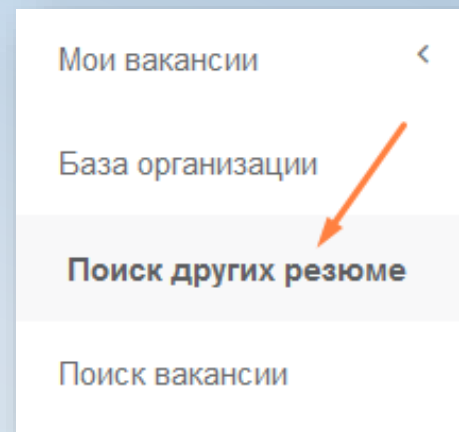 Мои вакансии
База организации
Поиск других резюме
Поиск вакансии